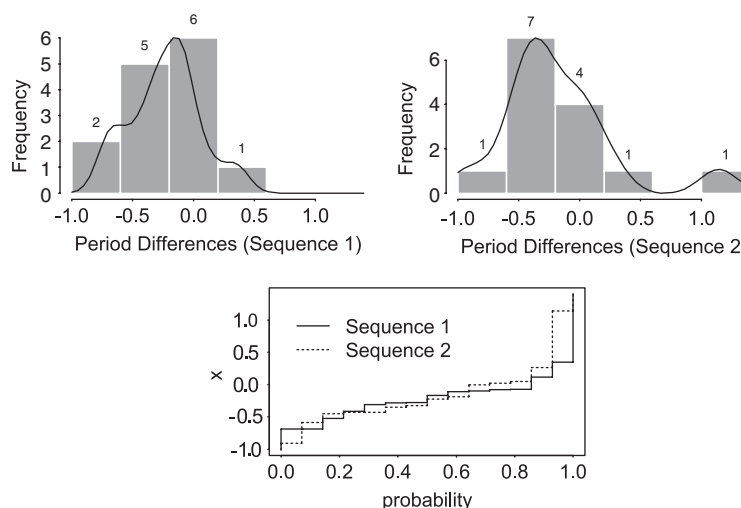 6
5
2
1
Frequency
6
5
4
3
2
1
0
-1.0 -0.5 0.0 0.5 1.0
Period Differences (Sequence 1)
7
4
1
1
1
Frequency
6
4
2
0
-1.0 -0.5 0.0 0.5 1.0
Period Differences (Sequence 2
Sequence 1
Sequence 2
x
1.0
0.5
0.0
-0.5
-1.0
0.0 0.2 0.4 0.6 0.8 1.0
probability